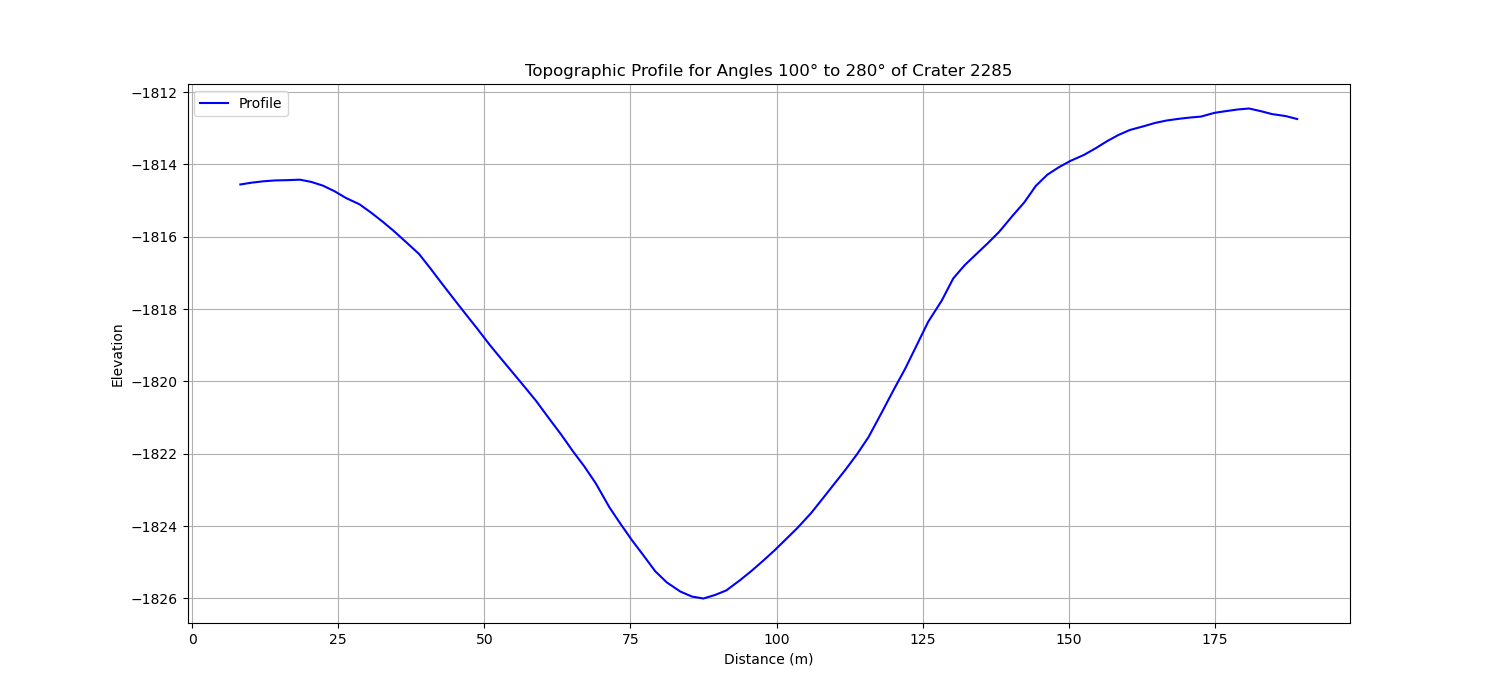 Topographic Profile for Angles 100° to 280° of Crater 2285
Profile
Elevation
−1812
−1814
−1816
−1818
−1820
−1822
−1824
−1826
0 25 50 75 100 125 150 175
Distance (m)